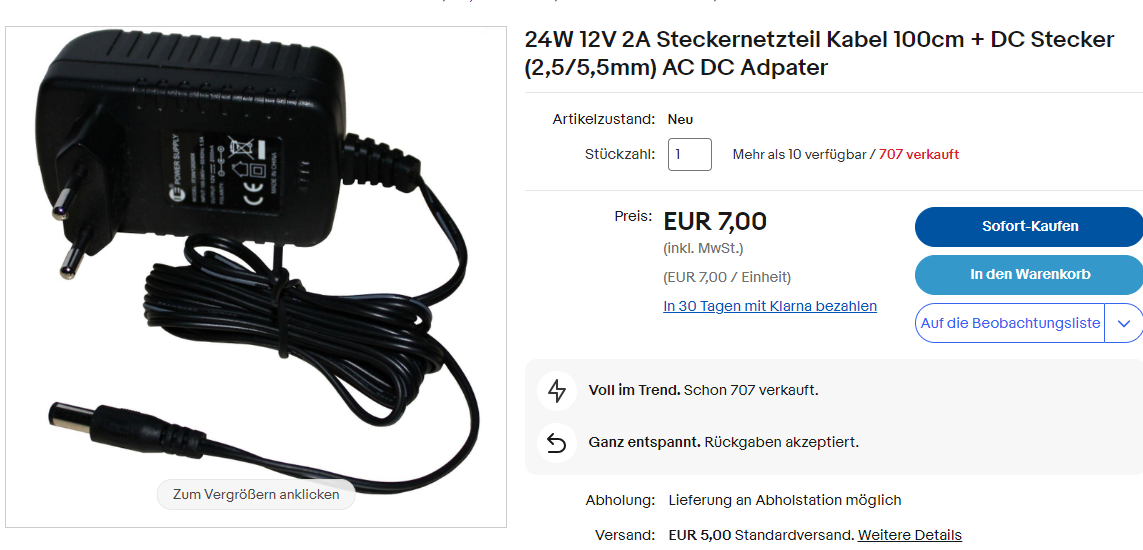 24W 12V 2A Steckernetzteil Kabel 100cm + DC Stecker
(2,5/5,5mm) AC DC Adpater
Artikelzustand: Neu
Stückzahl: 1 Mehr als 10 verfügbar / 707 verkauft
Preis: EUR 7,00
(inkl. MwSt.)
(EUR 7,00 / Einheit)
In 30 Tagen mit Klarna bezahlen
Sofort-Kaufen
In den Warenkorb
Auf die Beobachtungsliste
Voll im Trend. Schon 707 verkauft.
Ganz entspannt. Rückgaben akzeptiert.
Abholung: Lieferung an Abholstation möglich
Versand: EUR 5,00 Standardversand. Weitere Details
POWER SUPPLY
MADE IN CHINA
CE
Zum Vergrößern anklicken